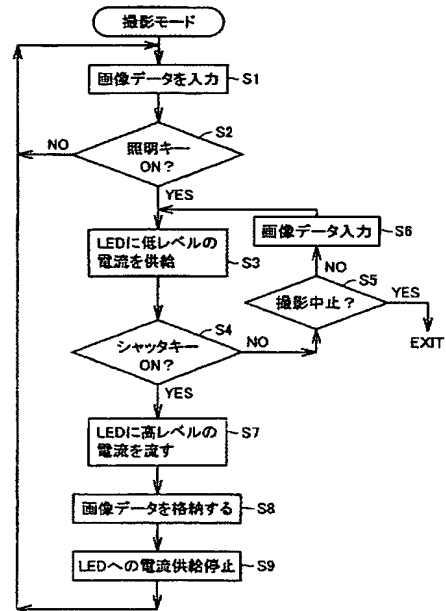 撮影モード
画像データを入力
S1
S2
NO
照明キー
ON?
YES
画像データ入力
S6
LEDに低レベルの
電流を供給
S3
NO
S5
撮影中止?
YES
EXIT
S4
シャッタキー
ON?
NO
YES
LEDに高レベルの
電流を流す
S7
画像データを格納する
S8
LEDへの電流供給停止
S9